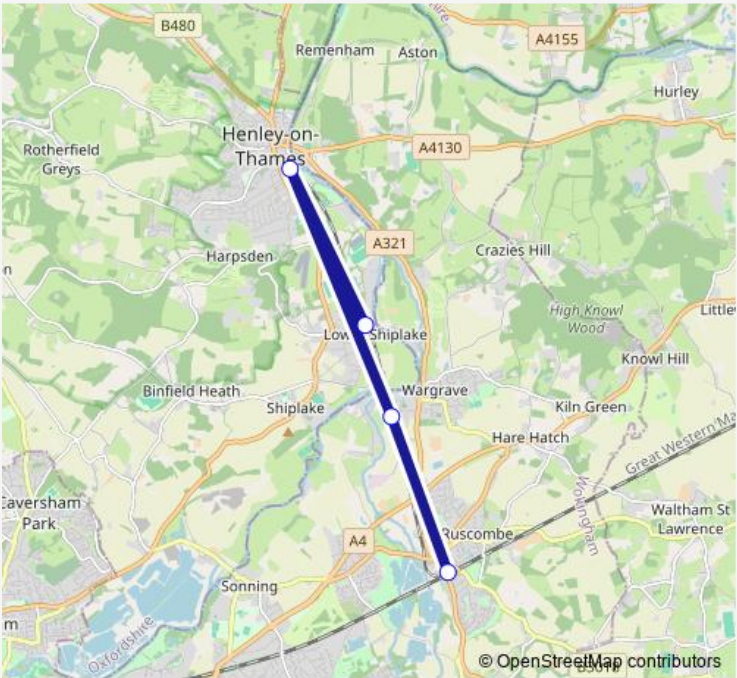 B480
A4155
Remenham
Aston
Hurley
Henley-on-
Thames
A4130
Rotherfield
Greys
A321
Harpsden
Crazies Hill
High Knowl
Wood
Little
Lower Shiplake
Knowl Hill
Binfield Heath
Wargrave
Shiplake
Kiln Green
Hare Hatch
Great Western Ma
Caversham
Park
Wokingham
Waltham St
Lawrence
A4
Ruscombe
Sonning
Oxfordshire
© OpenStreetMap contributors